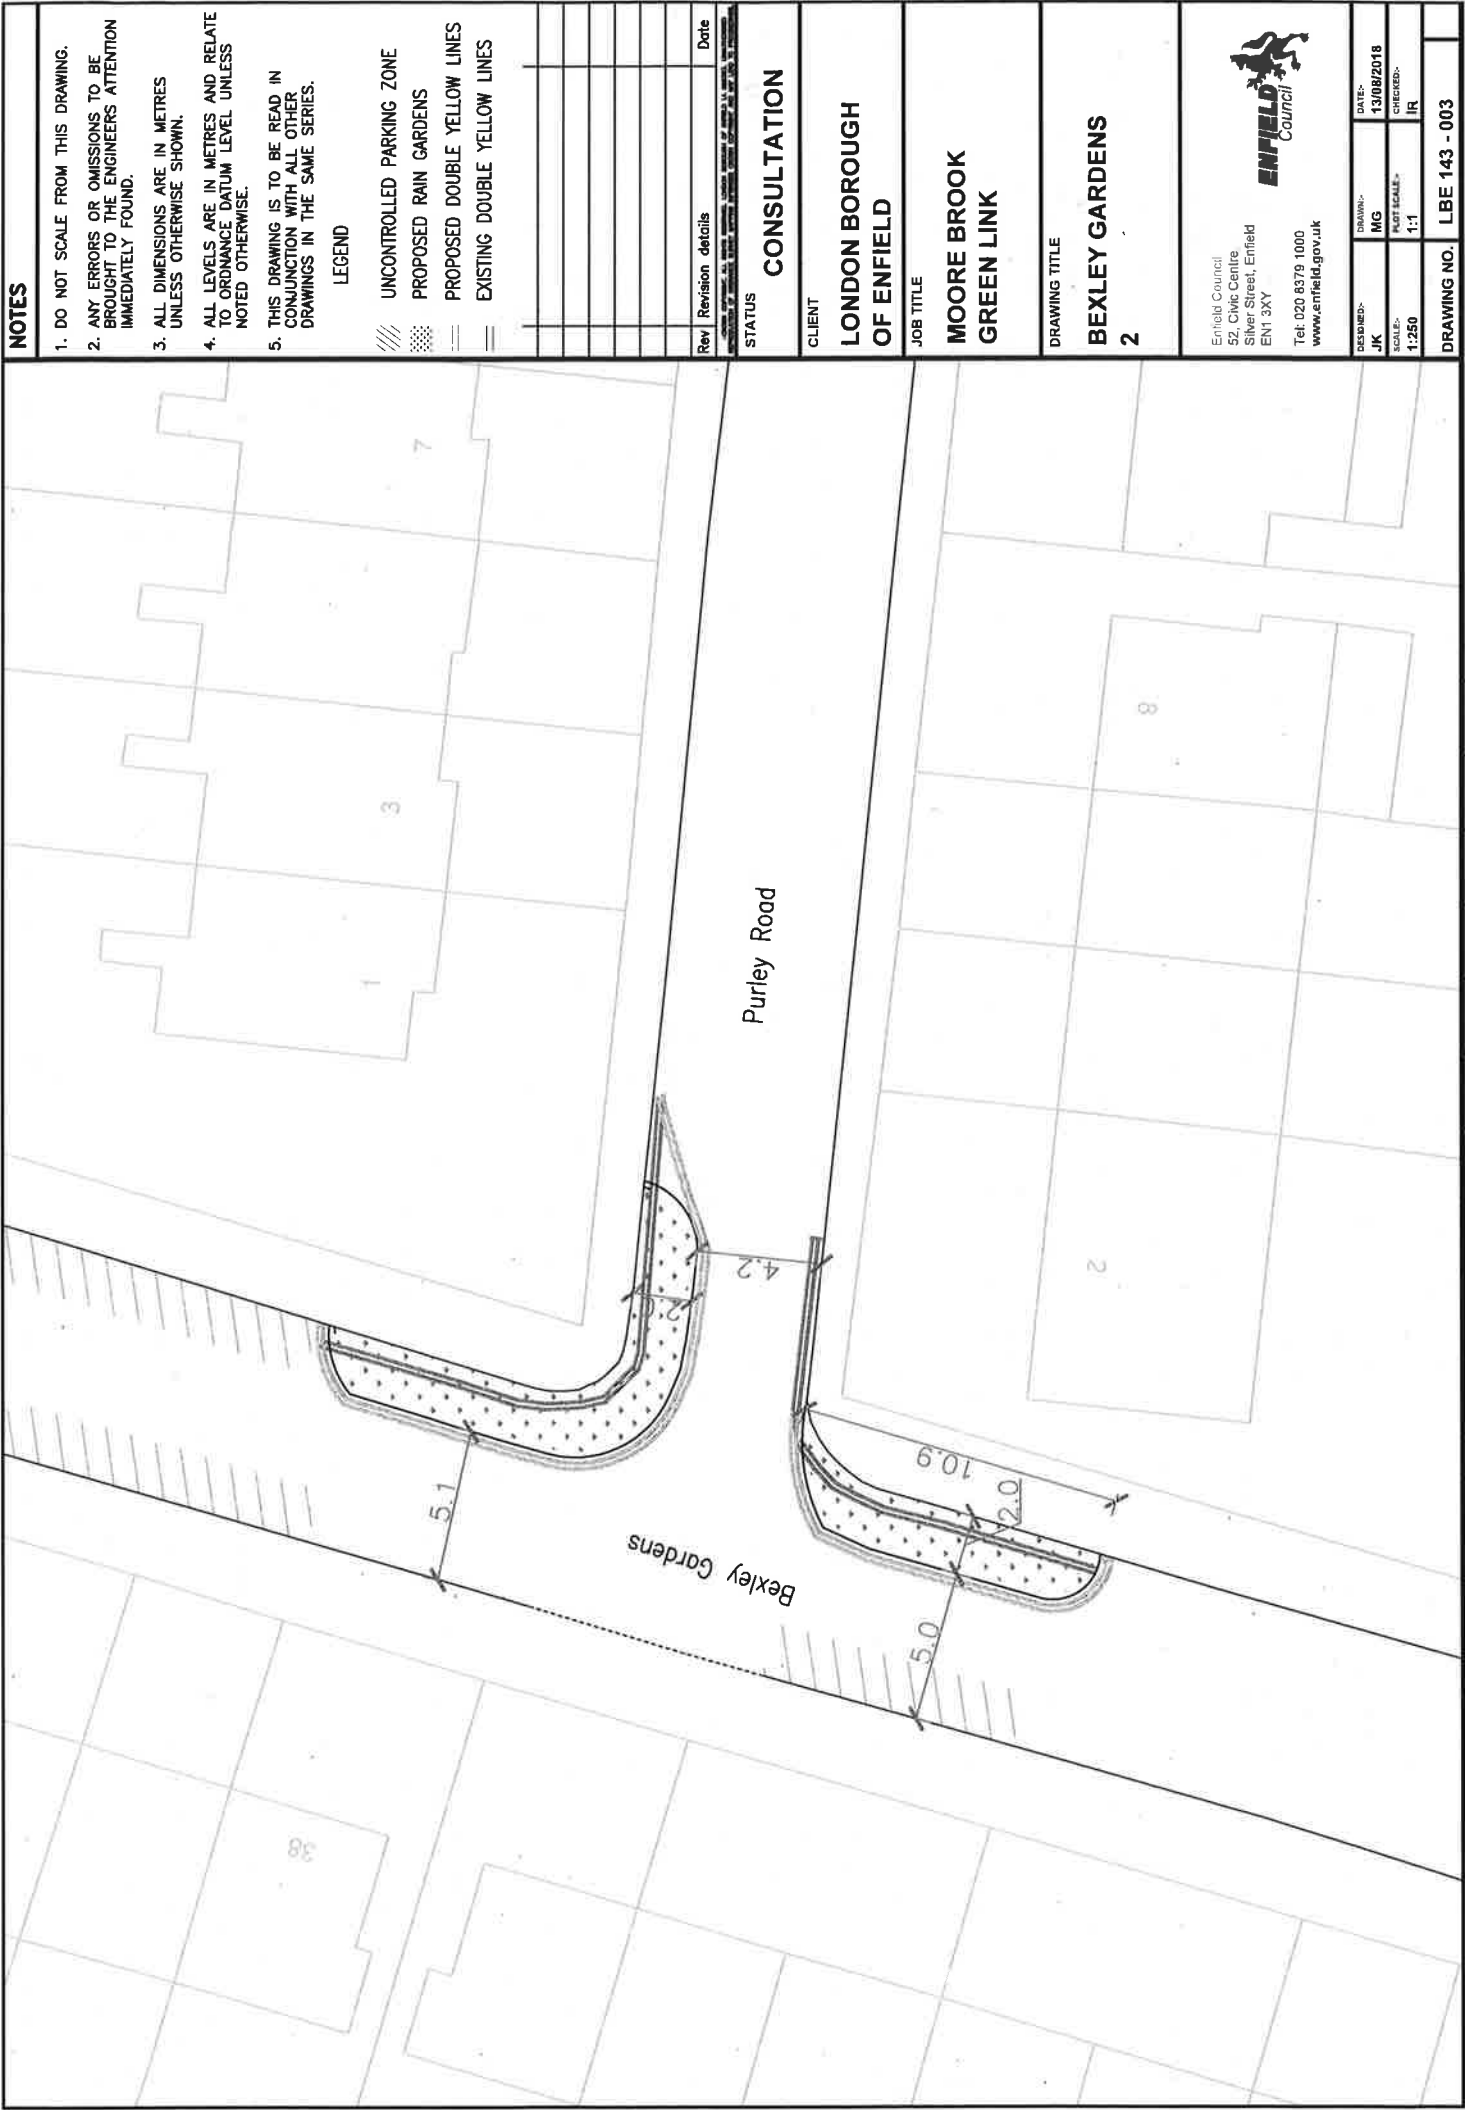 NOTES
1. DO NOT SCALE FROM THIS DRAWING.
2. ANY ERRORS OR OMISSIONS TO BE
BROUGHT TO THE ENGINEERS ATTENTION
IMMEDIATELY FOUND.
3. ALL DIMENSIONS ARE IN METRES
UNLESS OTHERWISE SHOWN.
4. ALL LEVELS ARE IN METRES AND RELATE
TO ORDNANCE DATUM LEVEL UNLESS
NOTED OTHERWISE.
5. THIS DRAWING IS TO BE READ IN
CONJUNCTION WITH ALL OTHER
DRAWINGS IN THE SAME SERIES.
LEGEND
UNCONTROLLED PARKING ZONE
PROPOSED RAIN GARDENS
PROPOSED DOUBLE YELLOW LINES
EXISTING DOUBLE YELLOW LINES
Rev Revision details Date
STATUS
CONSULTATION
CLIENT
LONDON BOROUGH
OF ENFIELD
JOB TITLE
MOORE BROOK
GREEN LINK
DRAWING TITLE
BEXLEY GARDENS
2
Enfield Council
52, Civic Centre
Silver Street, Enfield
EN1 3XY
Tel: 020 8379 1000
www.enfield.gov.uk
ENFIELD
Council
DESIGNED:- DRAWN:- DATE:-
JK MG 13/08/2018
SCALE:- PLOT SCALE:- CHECKED:-
1:250 1:1 IR
DRAWING NO. LBE 143 - 003
7
3
1
Purley Road
8
2
4.2
5.1
Bexley Gardens
10.9
2.0
5.0
38